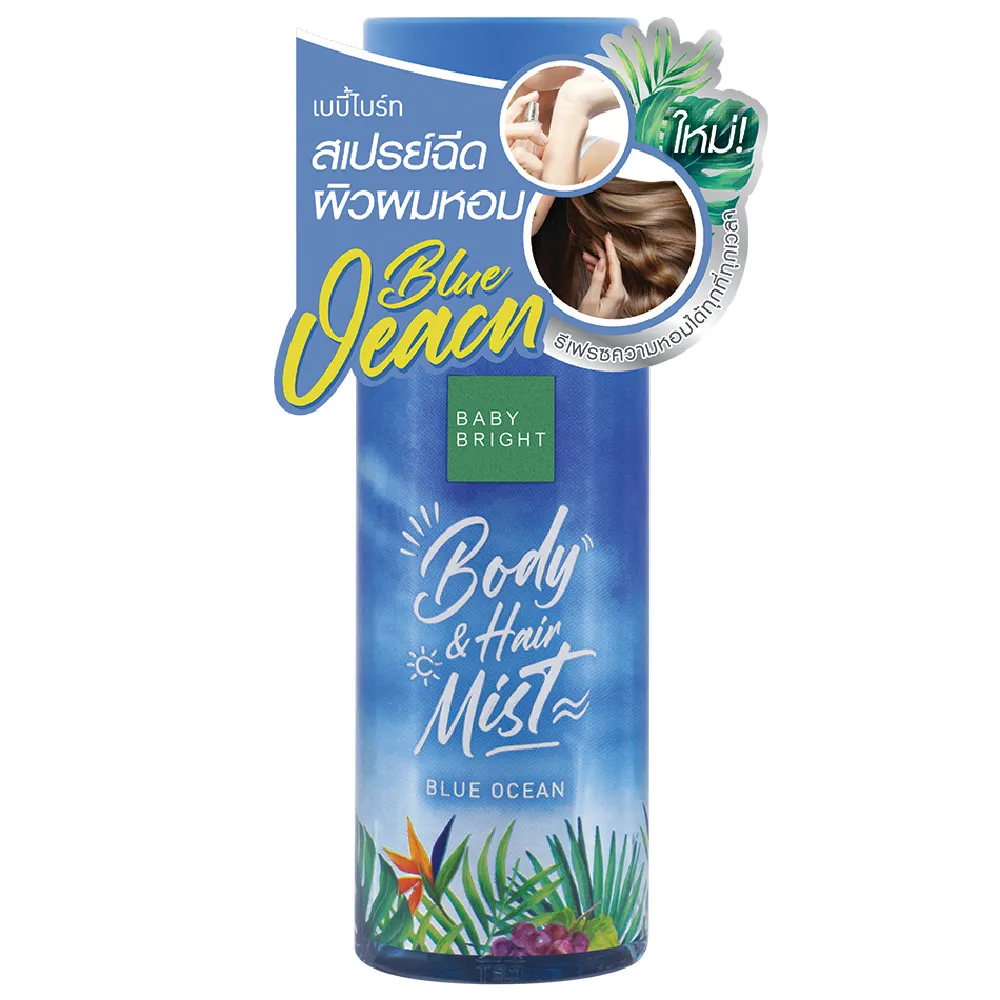 เบบี้ไบร์ท
สเปรย์ฉีด
ผิวผมหอม
Blue
Oeacn
ใหม่!
รีเฟรชความหอมได้ทุกที่ทุกเวลา
BABY
BRIGHT
Body
& Hair
Mist
BLUE OCEAN